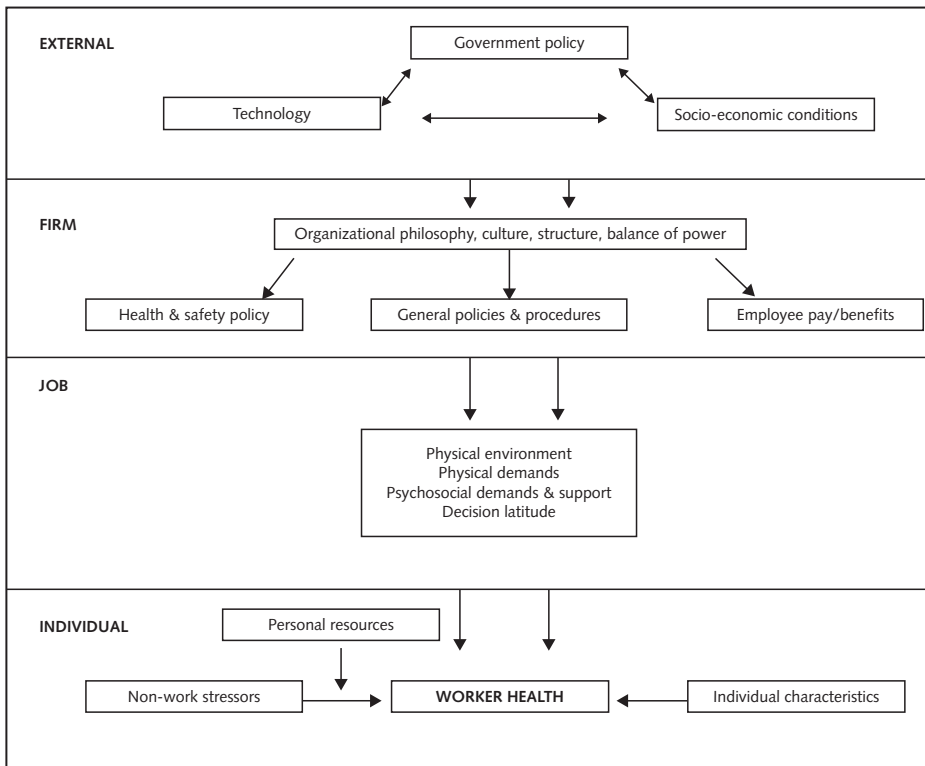 EXTERNAL
Government policy
Technology
Socio-economic conditions
FIRM
Organizational philosophy, culture, structure, balance of power
Health & safety policy
General policies & procedures
Employee pay/benefits
JOB
Physical environment
Physical demands
Psychosocial demands & support
Decision latitude
INDIVIDUAL
Personal resources
Non-work stressors
WORKER HEALTH
Individual characteristics